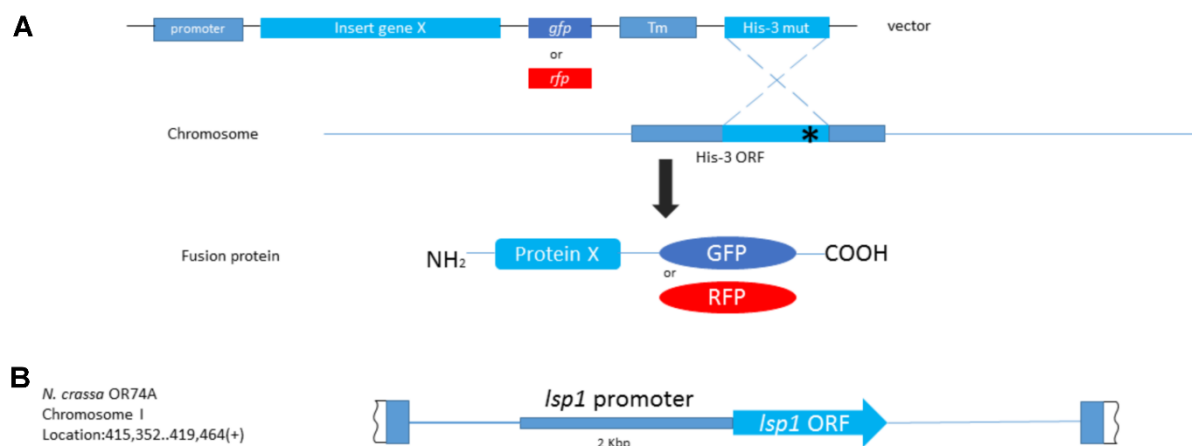 A
promoter
Insert gene X
gfp
Tm
His-3 mut
vector
or
rfp
Chromosome
*
His-3 ORF
Fusion protein
NH2
Protein X
GFP
COOH
or
RFP
B
N. crassa OR74A
Chromosome I
Location:415,352..419,464(+)
lsp1 promoter
lsp1 ORF
2 Kbp